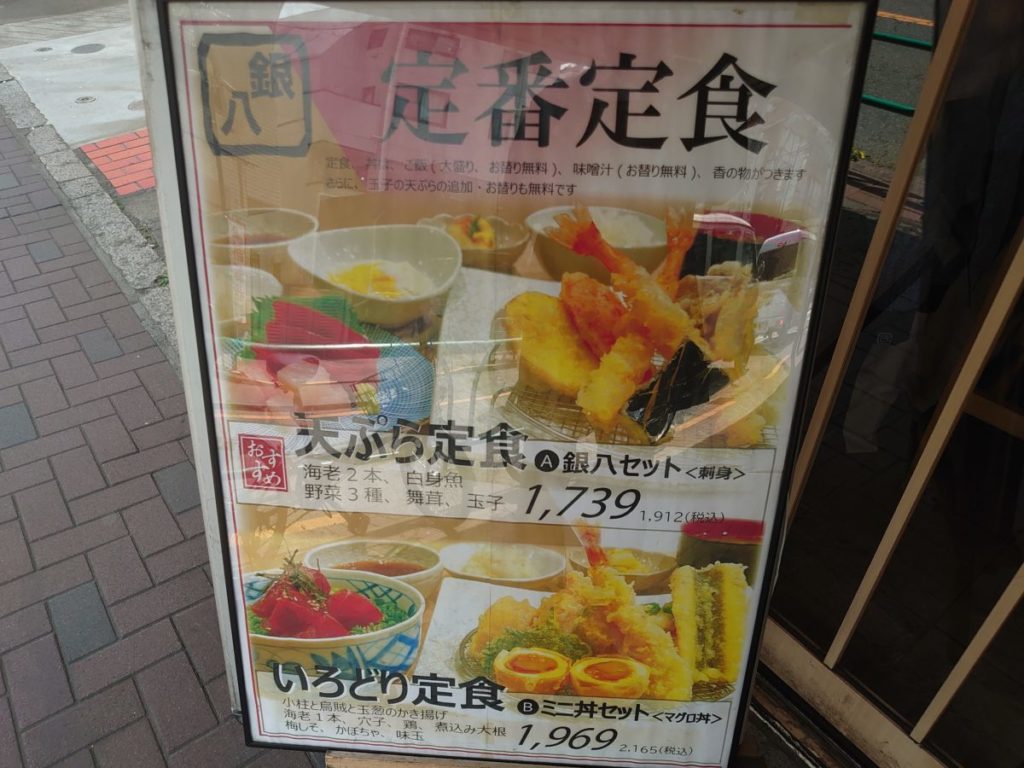 銀八
定番定食
定食、丼は、ご飯(大盛り、お替り無料)、味噌汁(お替り無料)、香の物がつきます
さらに、玉子の天ぷらの追加・お替りも無料です
おすすめ
天ぷら定食 A銀八セット<刺身>
海老2本、白身魚
野菜3種、舞茸、玉子
1,739 1,912(税込)
いろどり定食 Bミニ丼セット<マグロ丼>
小柱と烏賊と玉葱のかき揚げ
海老1本、穴子、鶏、煮込み大根
梅しそ、かぼちゃ、味玉
1,969 2,165(税込)